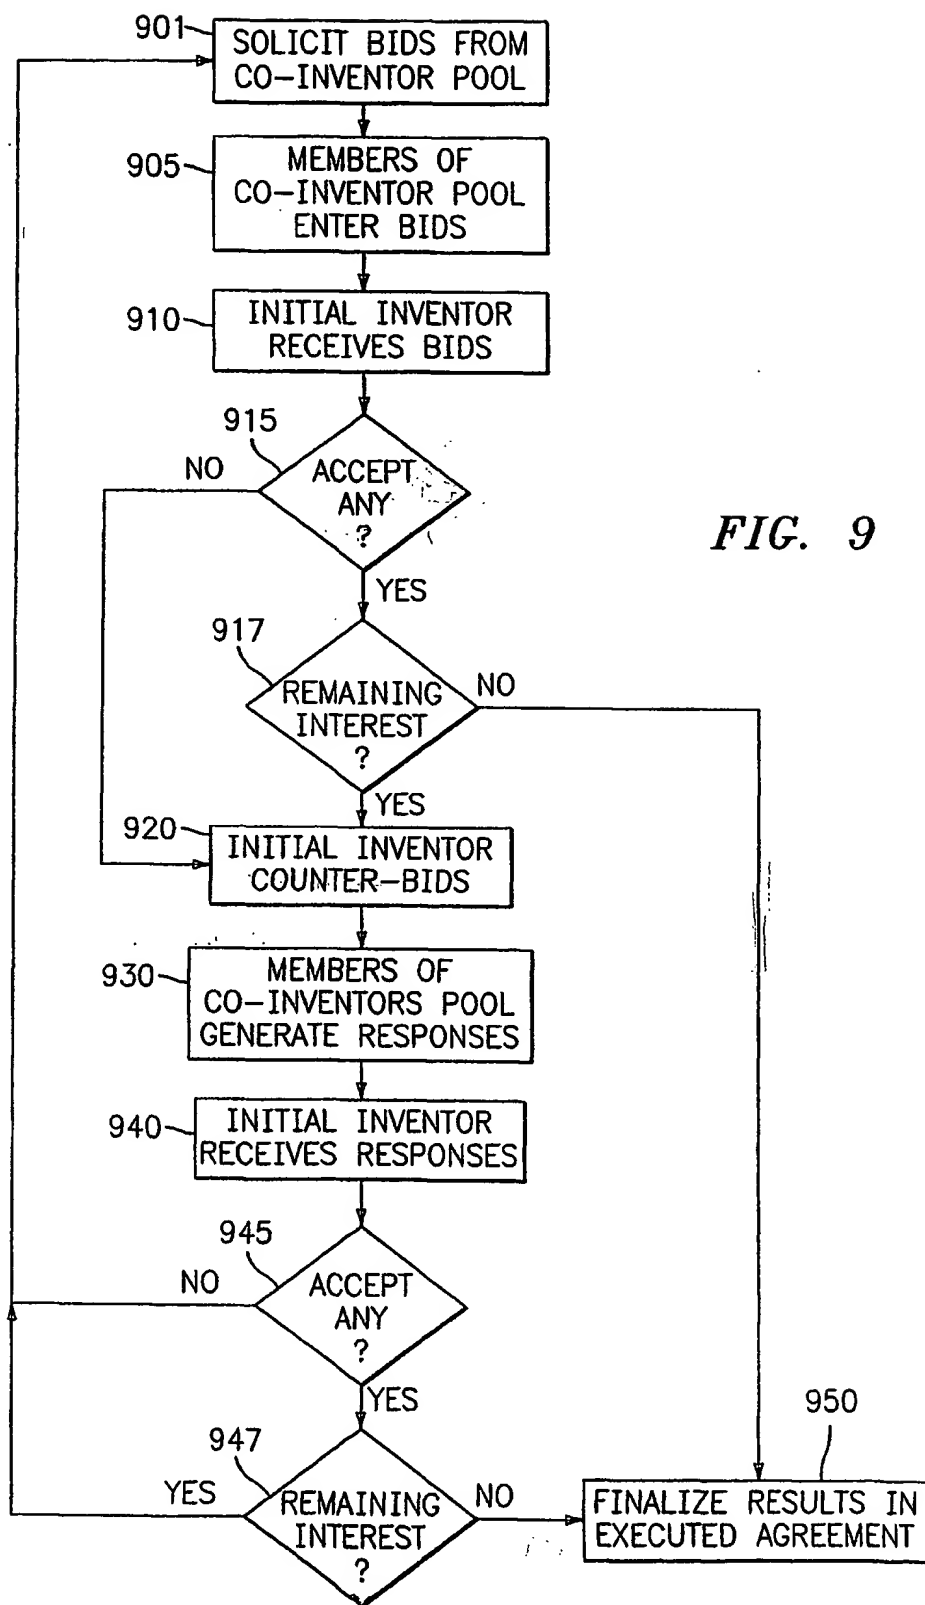 901
SOLICIT BIDS FROM
CO-INVENTOR POOL
905
MEMBERS OF
CO-INVENTOR POOL
ENTER BIDS
910
INITIAL INVENTOR
RECEIVES BIDS
915
NO
ACCEPT
ANY
?
FIG. 9
YES
917
REMAINING
INTEREST
?
NO
YES
920
INITIAL INVENTOR
COUNTER-BIDS
930
MEMBERS OF
CO-INVENTORS POOL
GENERATE RESPONSES
940
INITIAL INVENTOR
RECEIVES RESPONSES
945
NO
ACCEPT
ANY
?
YES
947
YES
REMAINING
INTEREST
?
NO
950
FINALIZE RESULTS IN
EXECUTED AGREEMENT